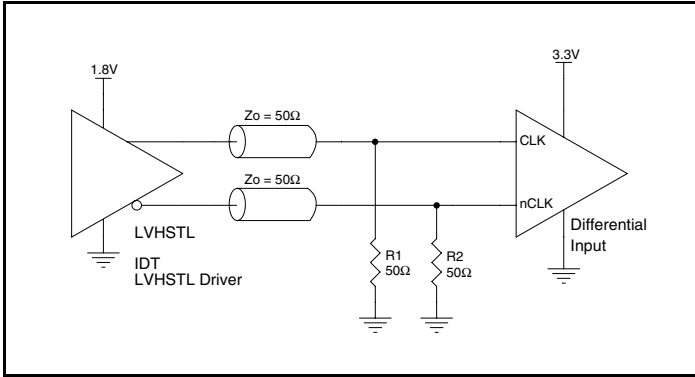 1.8V
3.3V
Zo = 50Ω
CLK
Zo = 50Ω
nCLK
LVHSTL
IDT
LVHSTL Driver
R1
50Ω
R2
50Ω
Differential
Input